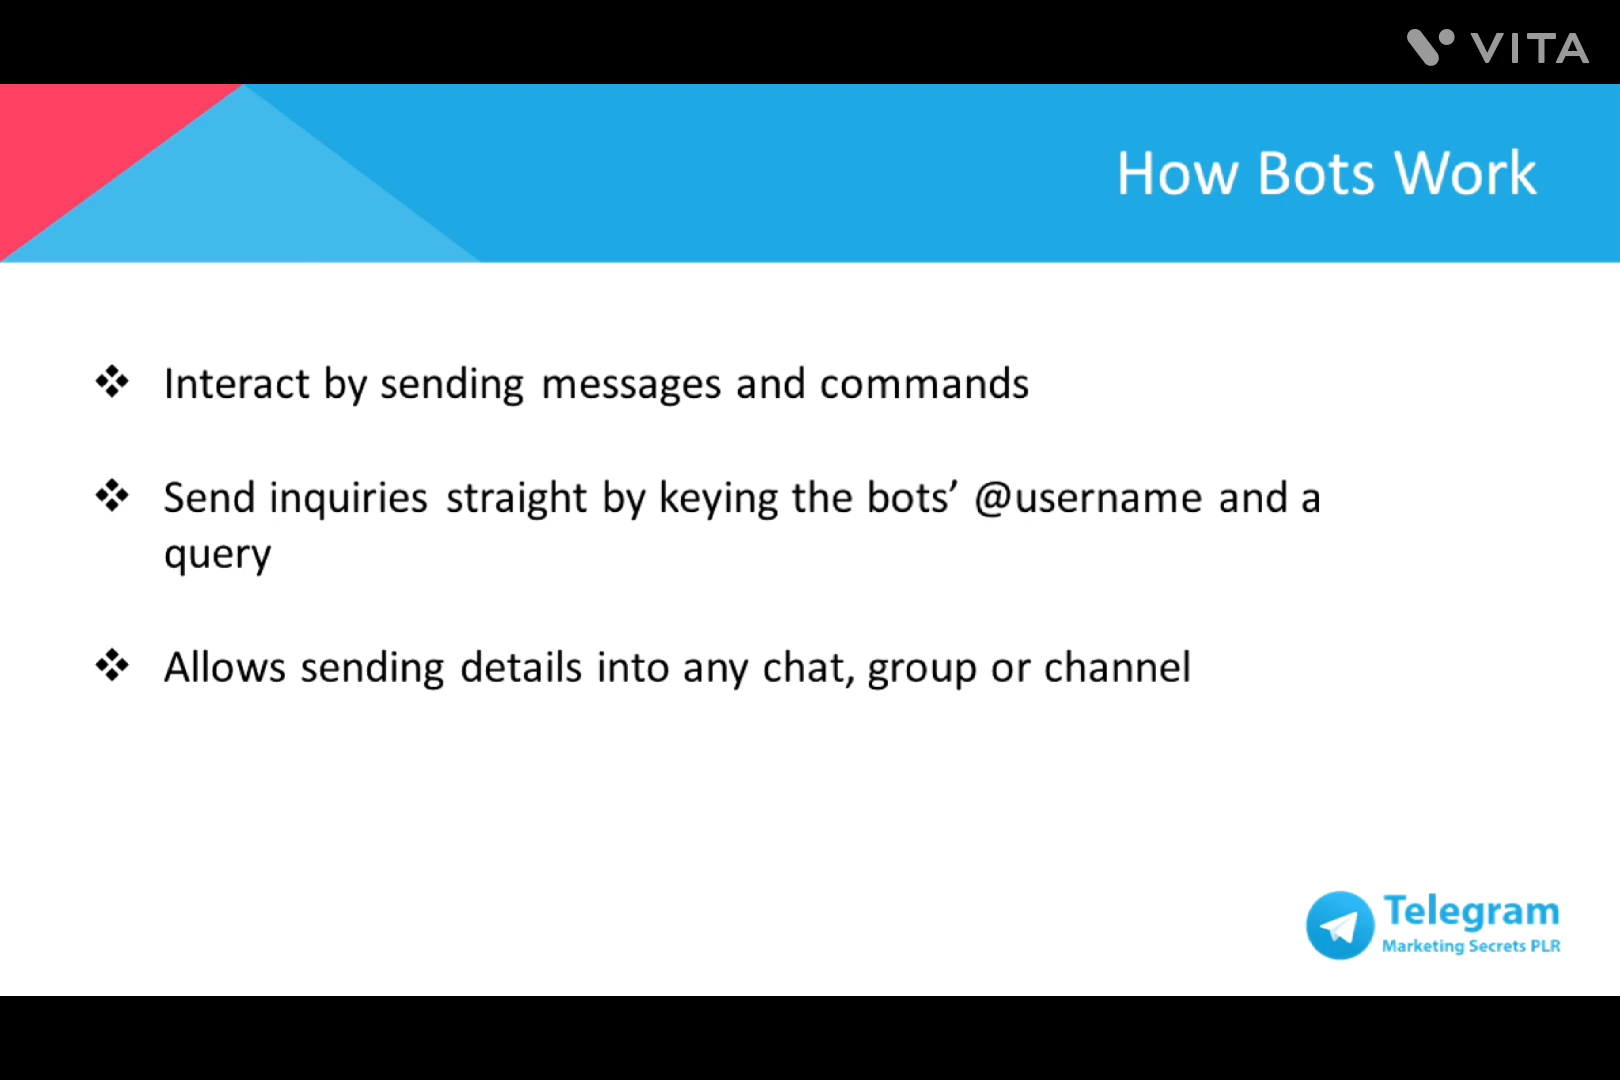 VITA
How Bots Work
❖ Interact by sending messages and commands
❖ Send inquiries straight by keying the bots’ @username and a
query
❖ Allows sending details into any chat, group or channel
Telegram
Marketing Secrets PLR